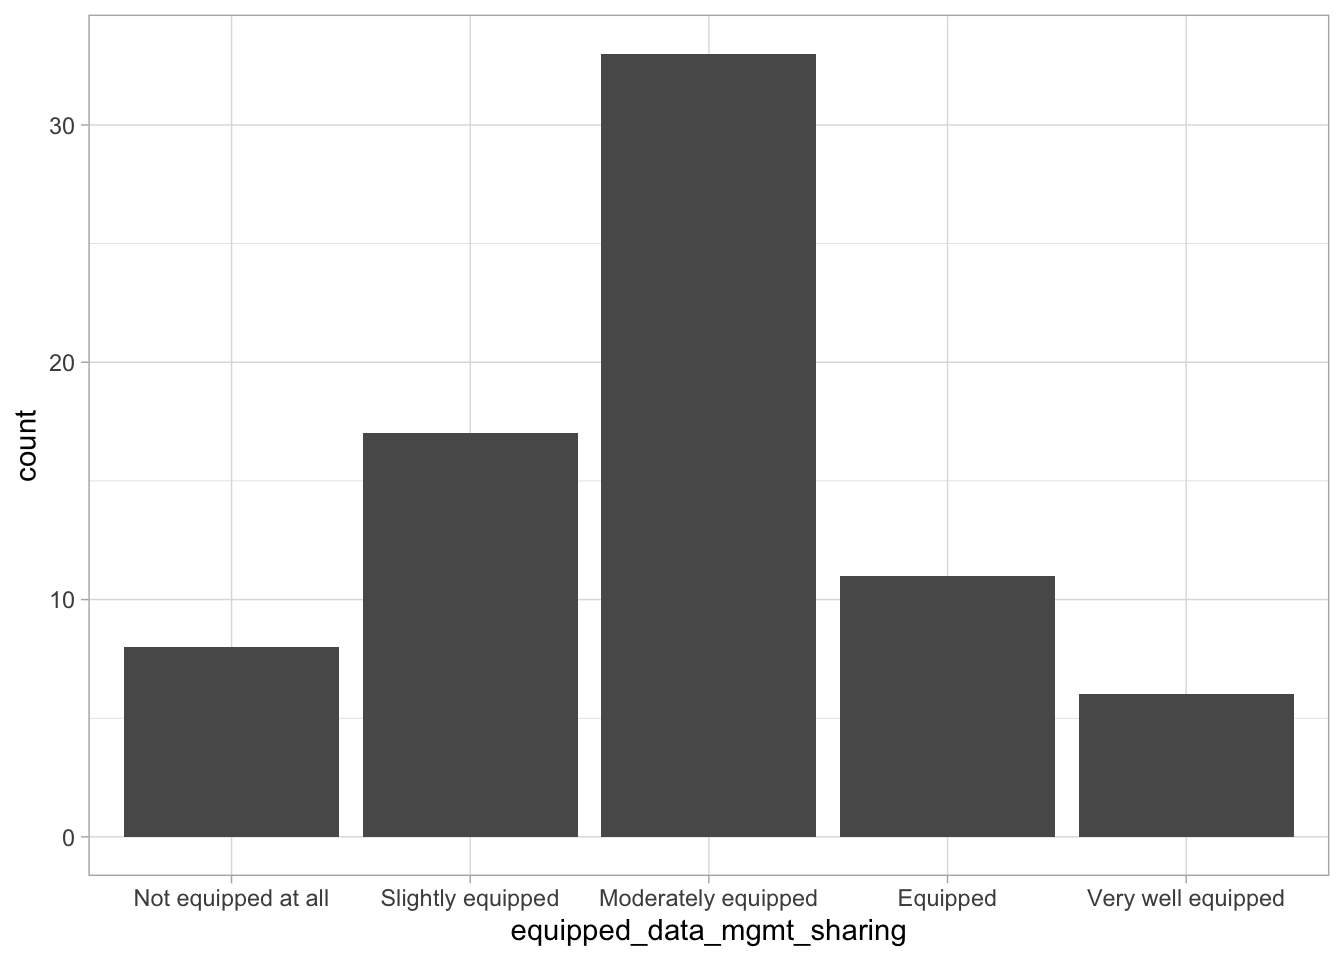 30
20
10
0
count
Not equipped at all
Slightly equipped
Moderately equipped
Equipped
Very well equipped
equipped_data_mgmt_sharing